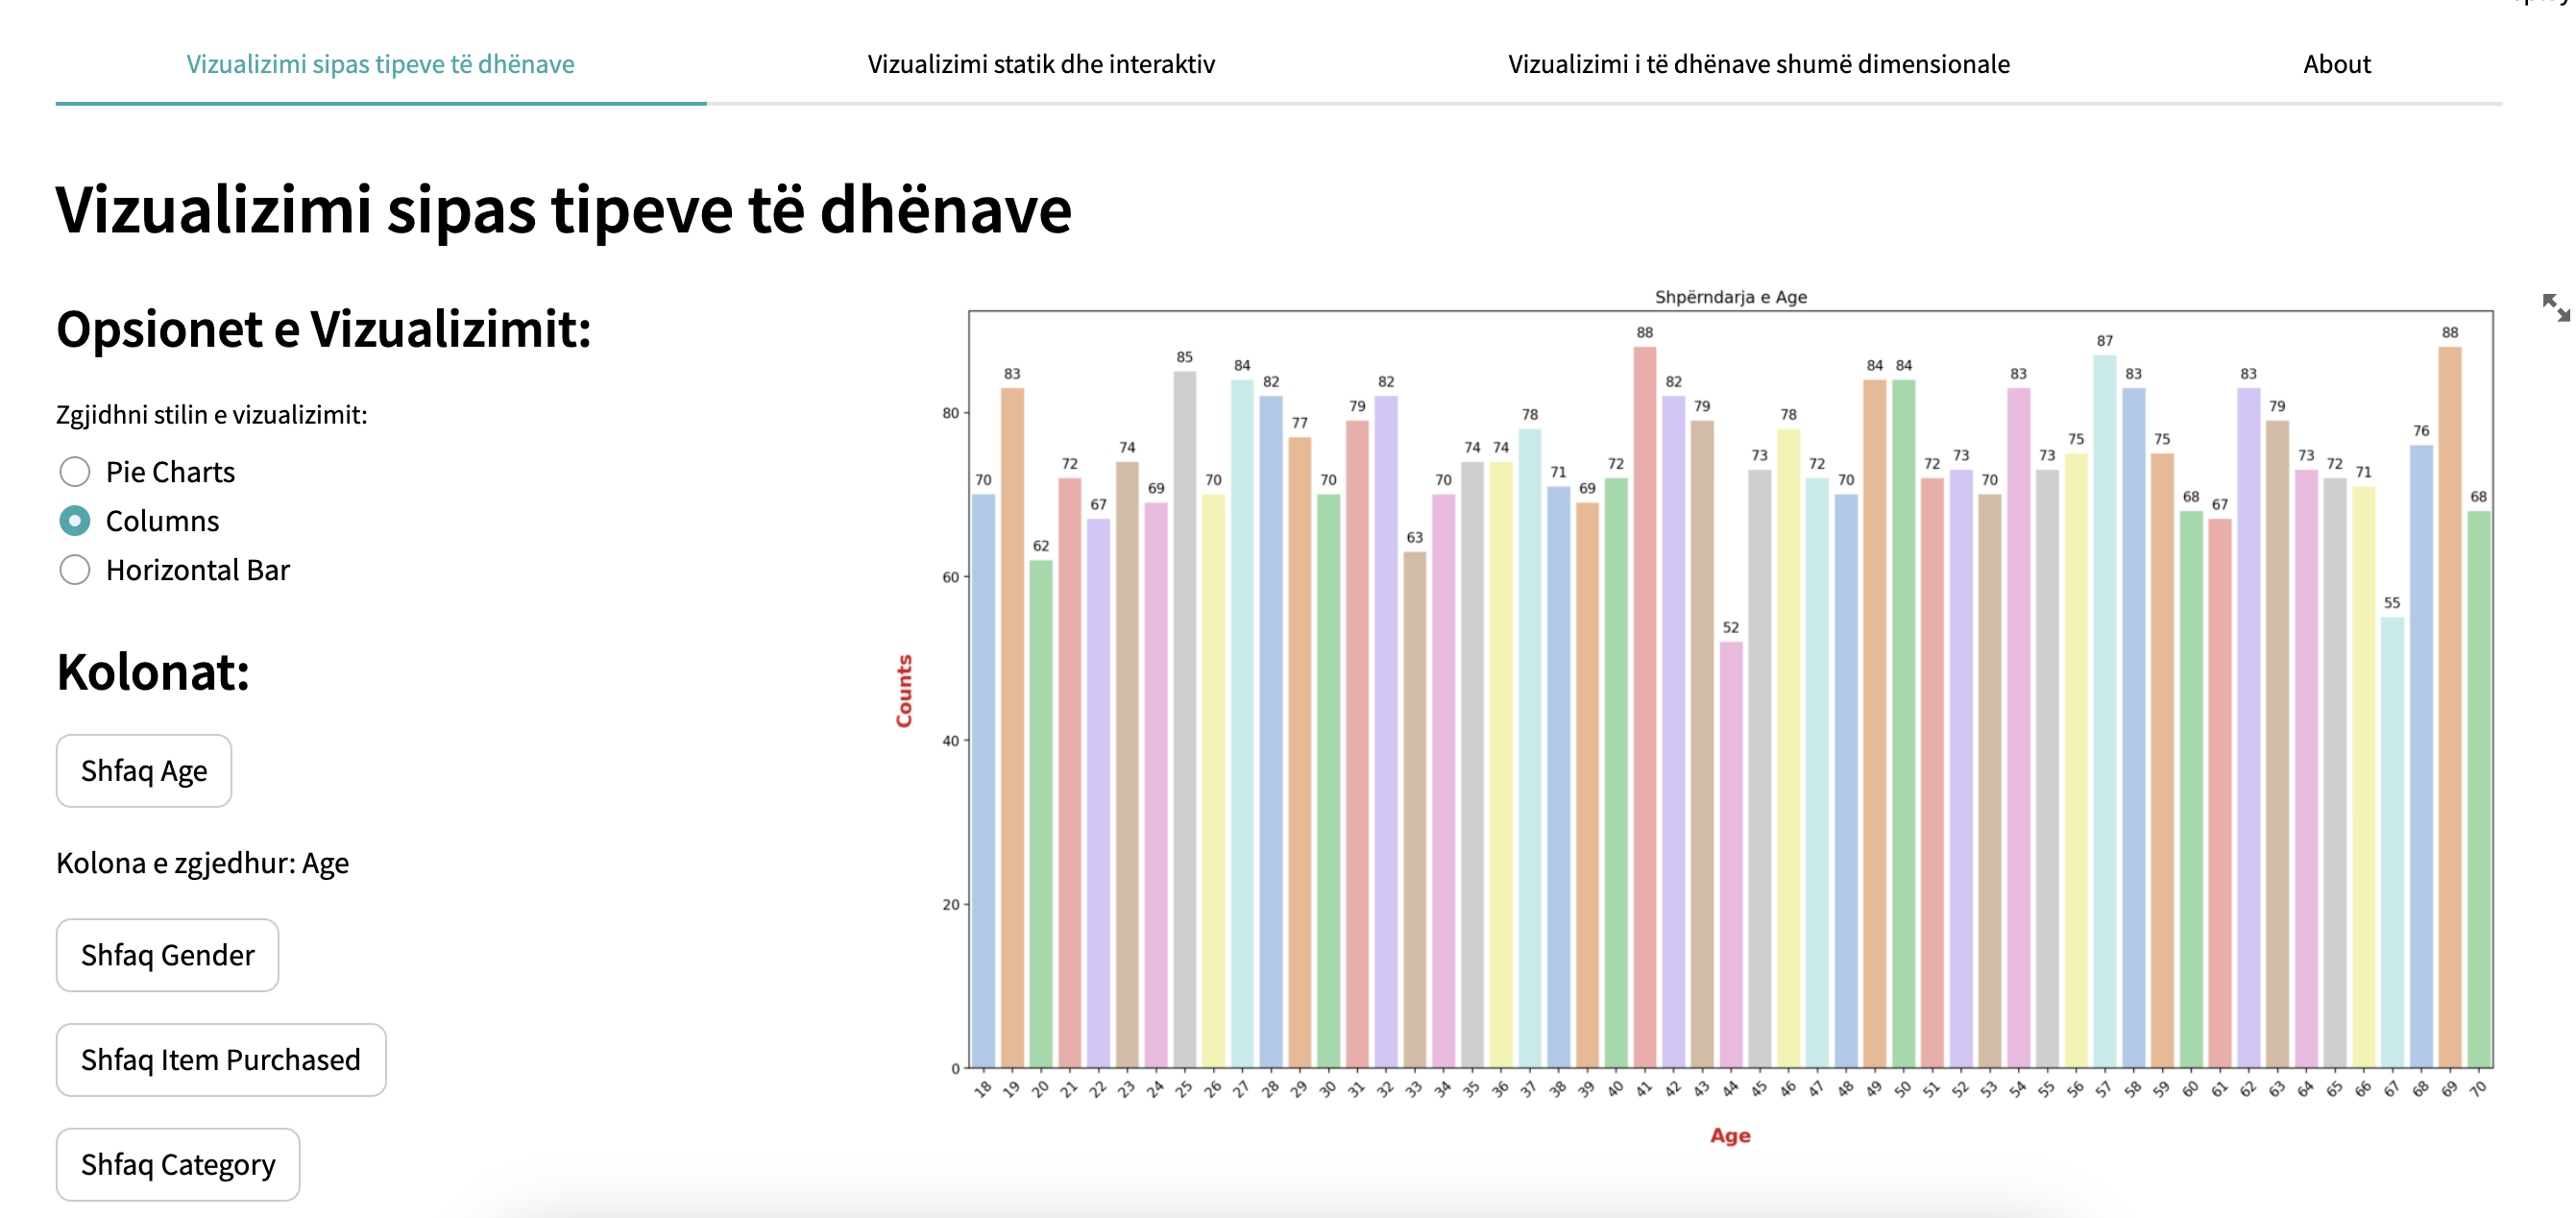 Vizualizimi sipas tipeve të dhënave Vizualizimi statik dhe interaktiv Vizualizimi i të dhënave shumë dimensionale About
Vizualizimi sipas tipeve të dhënave
Opsionet e Vizualizimit:
Zgjidhni stilin e vizualizimit:
Pie Charts
Columns
Horizontal Bar
Kolonat:
Shfaq Age
Kolona e zgjedhur: Age
Shfaq Gender
Shfaq Item Purchased
Shfaq Category
Shpërndarja e Age
Counts
80
60
40
20
0
70 83 62 72 67 74 69 85 70 84 82 77 70 79 82 63 70 74 74 78 71 69 72 88 82 79 52 73 78 72 70 84 84 72 73 70 83 73 75 87 83 75 68 67 83 79 73 72 71 55 76 88 68
18 19 20 21 22 23 24 25 26 27 28 29 30 31 32 33 34 35 36 37 38 39 40 41 42 43 44 45 46 47 48 49 50 51 52 53 54 55 56 57 58 59 60 61 62 63 64 65 66 67 68 69 70
Age